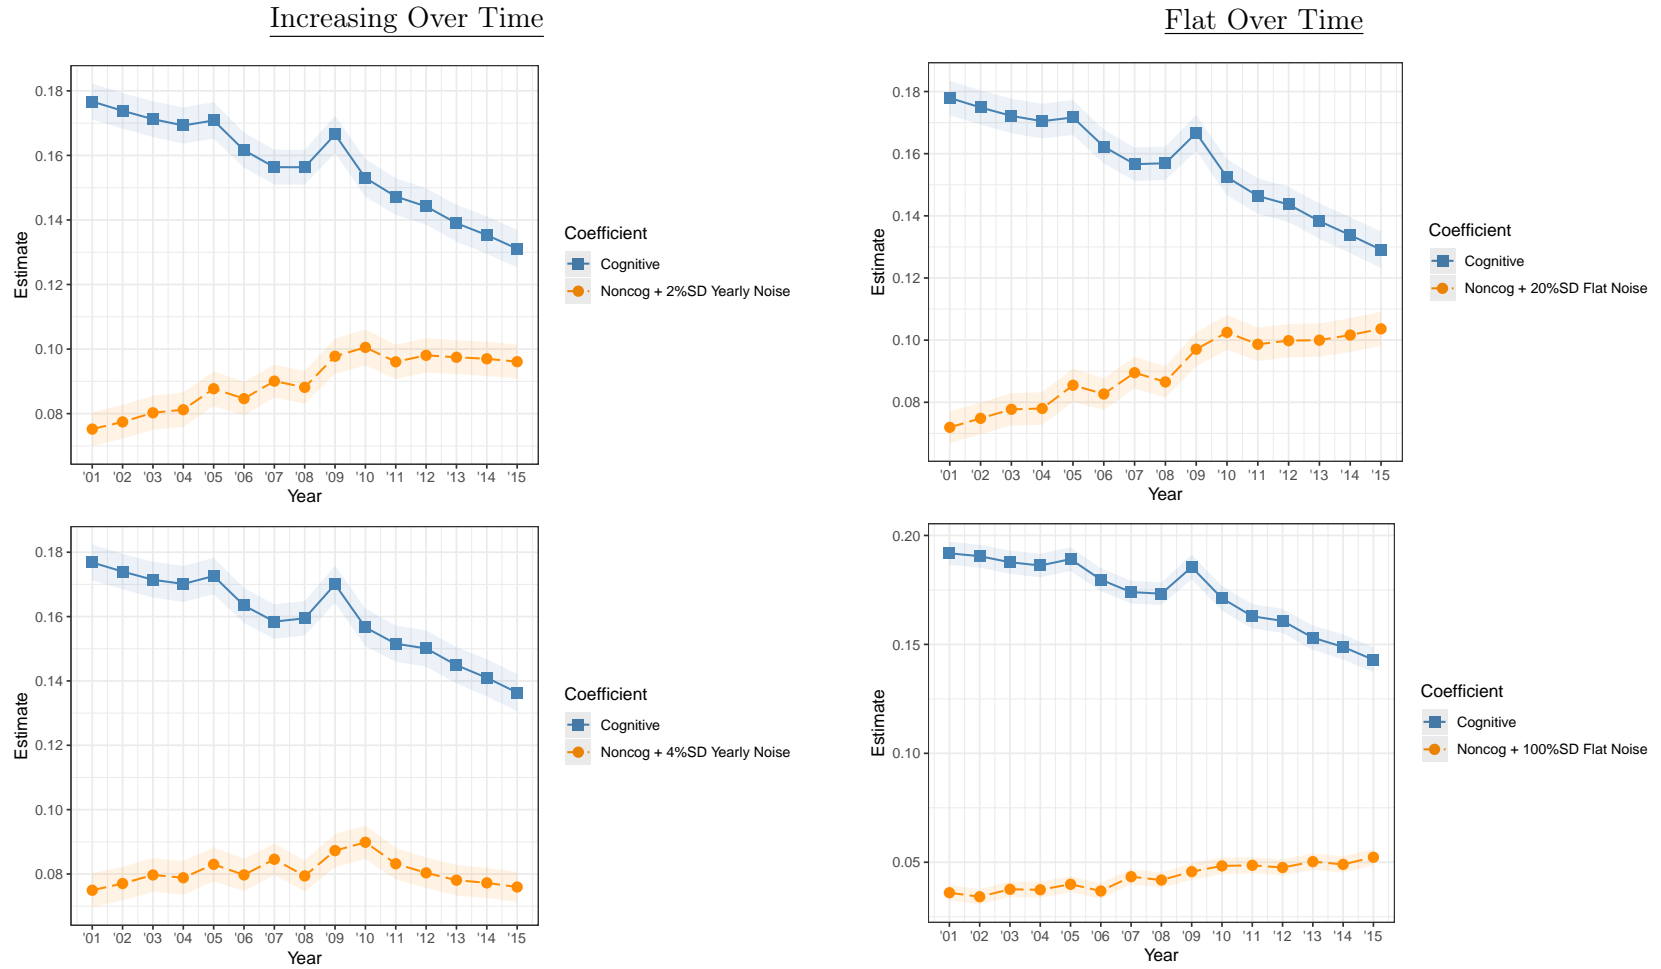 Increasing Over Time
Flat Over Time
0.18
0.16
0.14
0.12
0.10
0.08
Estimate
'01 '02 '03 '04 '05 '06 '07 '08 '09 '10 '11 '12 '13 '14 '15
Year
Coefficient
Cognitive
Noncog + 2%SD Yearly Noise
0.18
0.16
0.14
0.12
0.10
0.08
Estimate
'01 '02 '03 '04 '05 '06 '07 '08 '09 '10 '11 '12 '13 '14 '15
Year
Coefficient
Cognitive
Noncog + 20%SD Flat Noise
0.18
0.16
0.14
0.12
0.10
0.08
Estimate
'01 '02 '03 '04 '05 '06 '07 '08 '09 '10 '11 '12 '13 '14 '15
Year
Coefficient
Cognitive
Noncog + 4%SD Yearly Noise
0.20
0.15
0.10
0.05
Estimate
'01 '02 '03 '04 '05 '06 '07 '08 '09 '10 '11 '12 '13 '14 '15
Year
Coefficient
Cognitive
Noncog + 100%SD Flat Noise